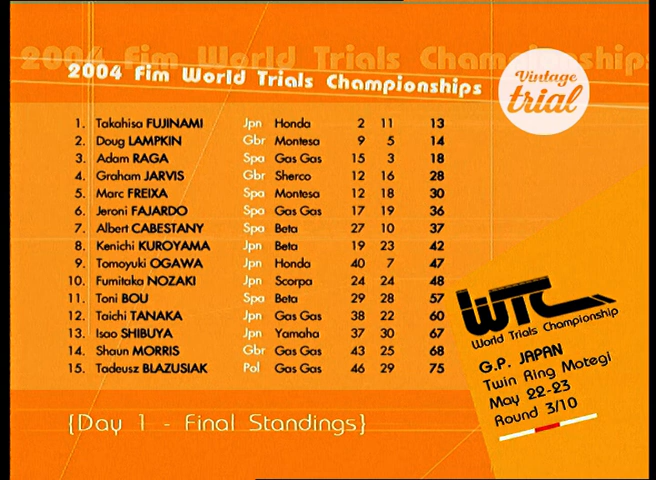 2004 Fim World Trials Championships
2004 Fim World Trials Championships
Vintage
trial
1. Takahisa FUJINAMI Jpn Honda 2 11 13
2. Doug LAMPKIN Gbr Montesa 9 5 14
3. Adam RAGA Spa Gas Gas 15 3 18
4. Graham JARVIS Gbr Sherco 12 16 28
5. Marc FREIXA Spa Montesa 12 18 30
6. Jeroni FAJARDO Spa Gas Gas 17 19 36
7. Albert CABESTANY Spa Beta 27 10 37
8. Kenichi KUROYAMA Jpn Beta 19 23 42
9. Tomoyuki OGAWA Jpn Honda 40 7 47
10. Fumitaka NOZAKI Jpn Scorpa 24 24 48
11. Toni BOU Spa Beta 29 28 57
12. Taichi TANAKA Jpn Gas Gas 38 22 60
13. Isao SHIBUYA Jpn Yamaha 37 30 67
14. Shaun MORRIS Gbr Gas Gas 43 25 68
15. Tadeusz BLAZUSIAK Pol Gas Gas 46 29 75
WTC
World Trials Championship
G.P. JAPAN
Twin Ring Motegi
May 22-23
Round 3/10
{Day 1 - Final Standings}